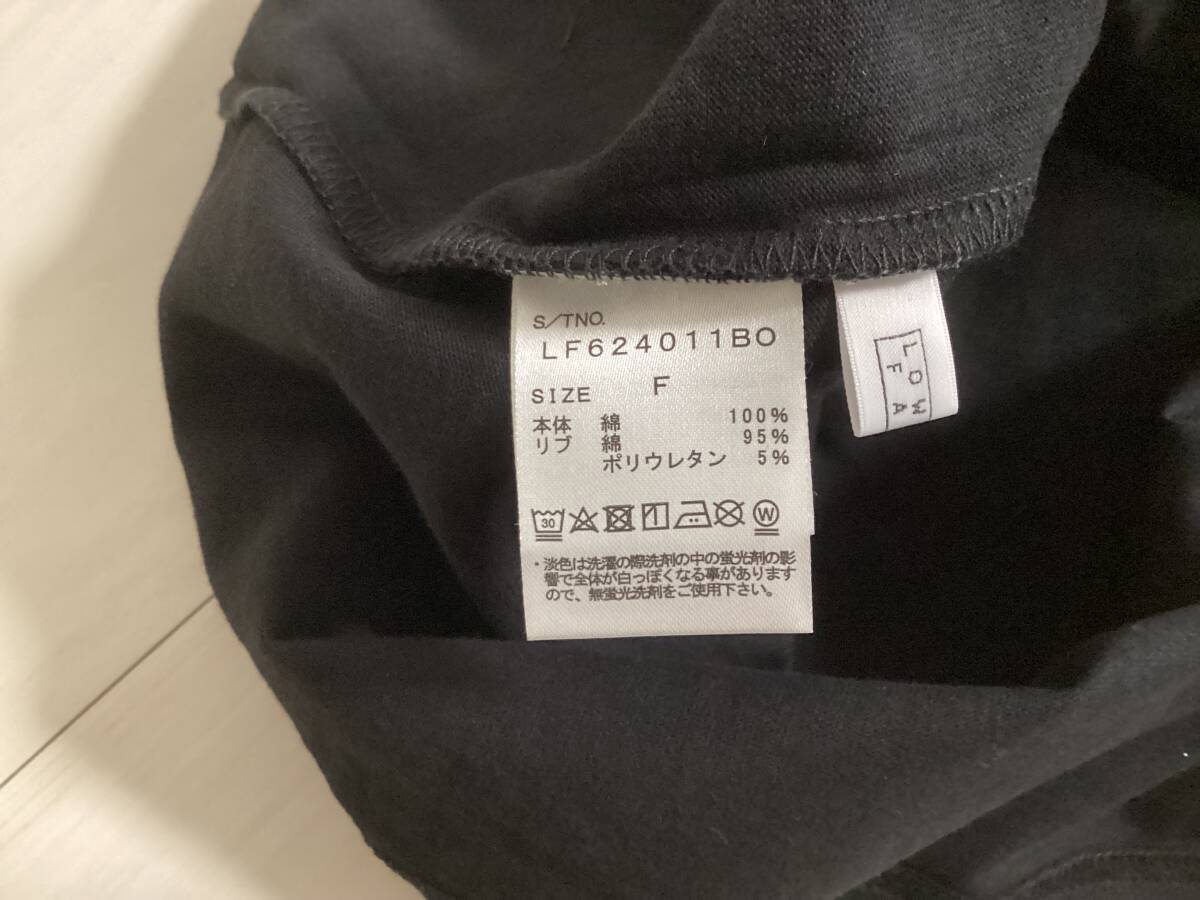 S/TNO.
LF624011BO
SIZE F
本体 綿 100%
リブ 綿 95%
ポリウレタン 5%
30
W
・淡色は洗濯の際洗剤の中の蛍光剤の影
響で全体が白っぽくなる事があります
ので、無蛍光洗剤をご使用下さい。
LOW
F A